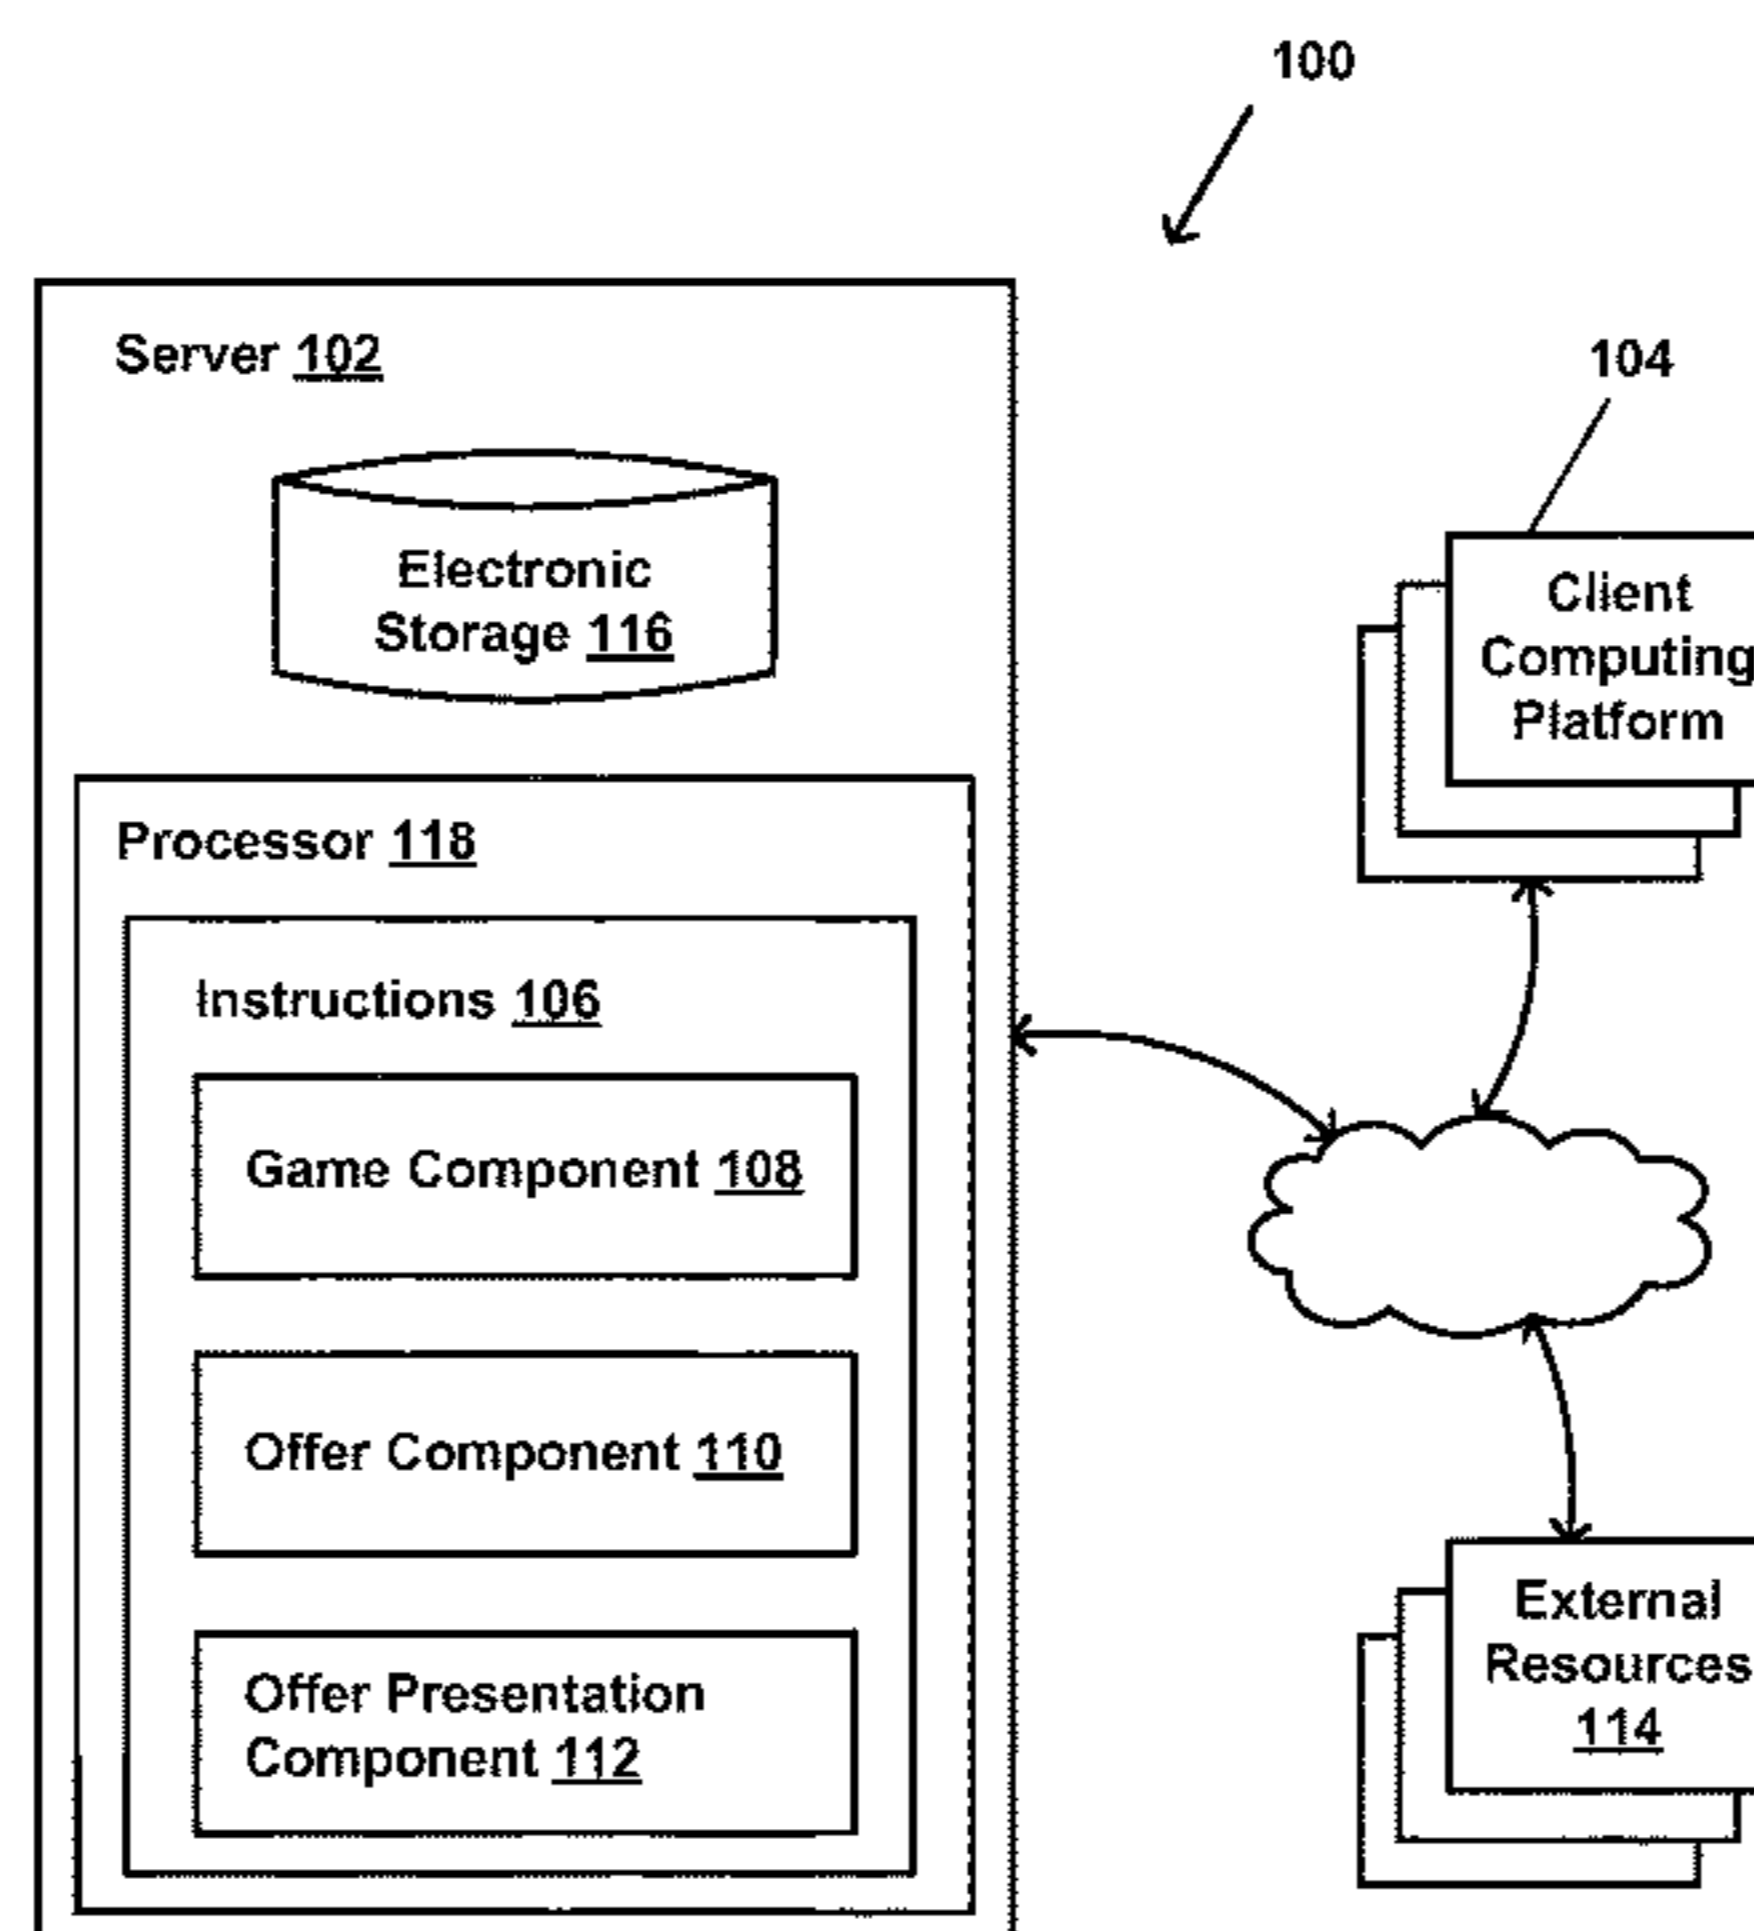 100
Server 102
Electronic
Storage 116
Processor 118
Instructions 106
Game Component 108
Offer Component 110
Offer Presentation
Component 112
104
Client
Computing
Platform
External
Resources
114